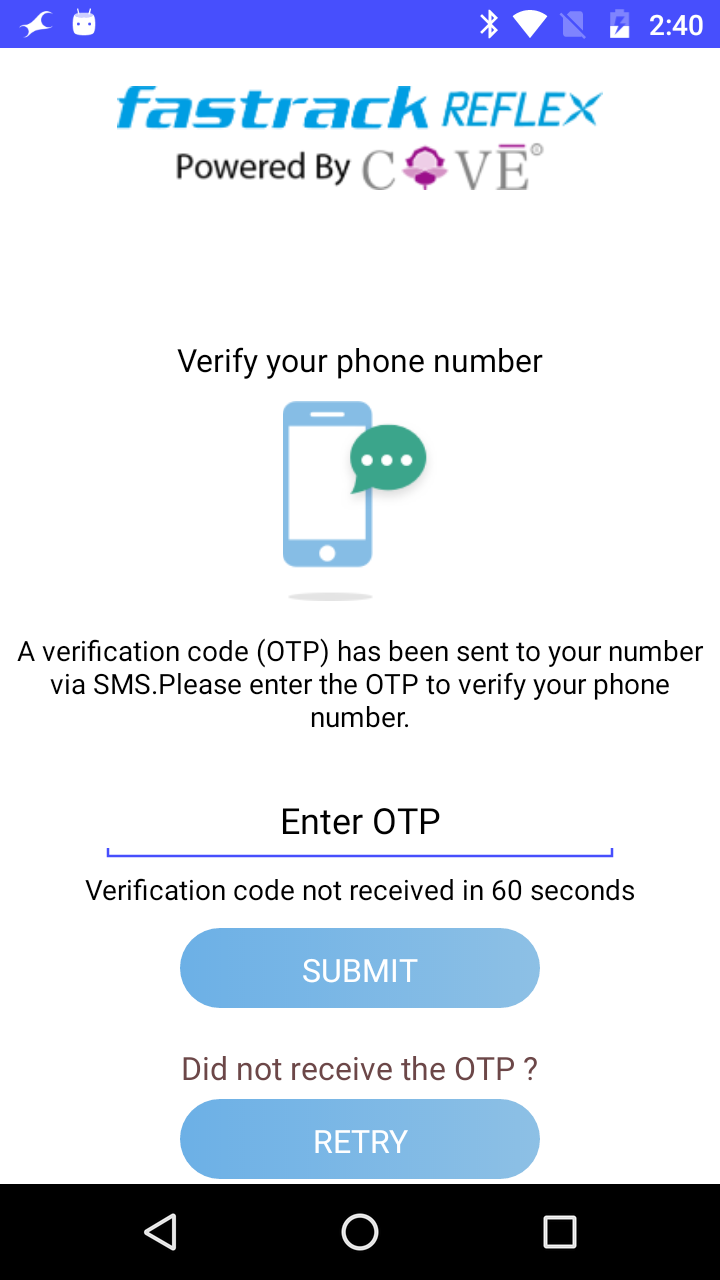 2:40
fastrack REFLEX
Powered By COVE®
Verify your phone number
A verification code (OTP) has been sent to your number
via SMS.Please enter the OTP to verify your phone
number.
Enter OTP
Verification code not received in 60 seconds
SUBMIT
Did not receive the OTP ?
RETRY